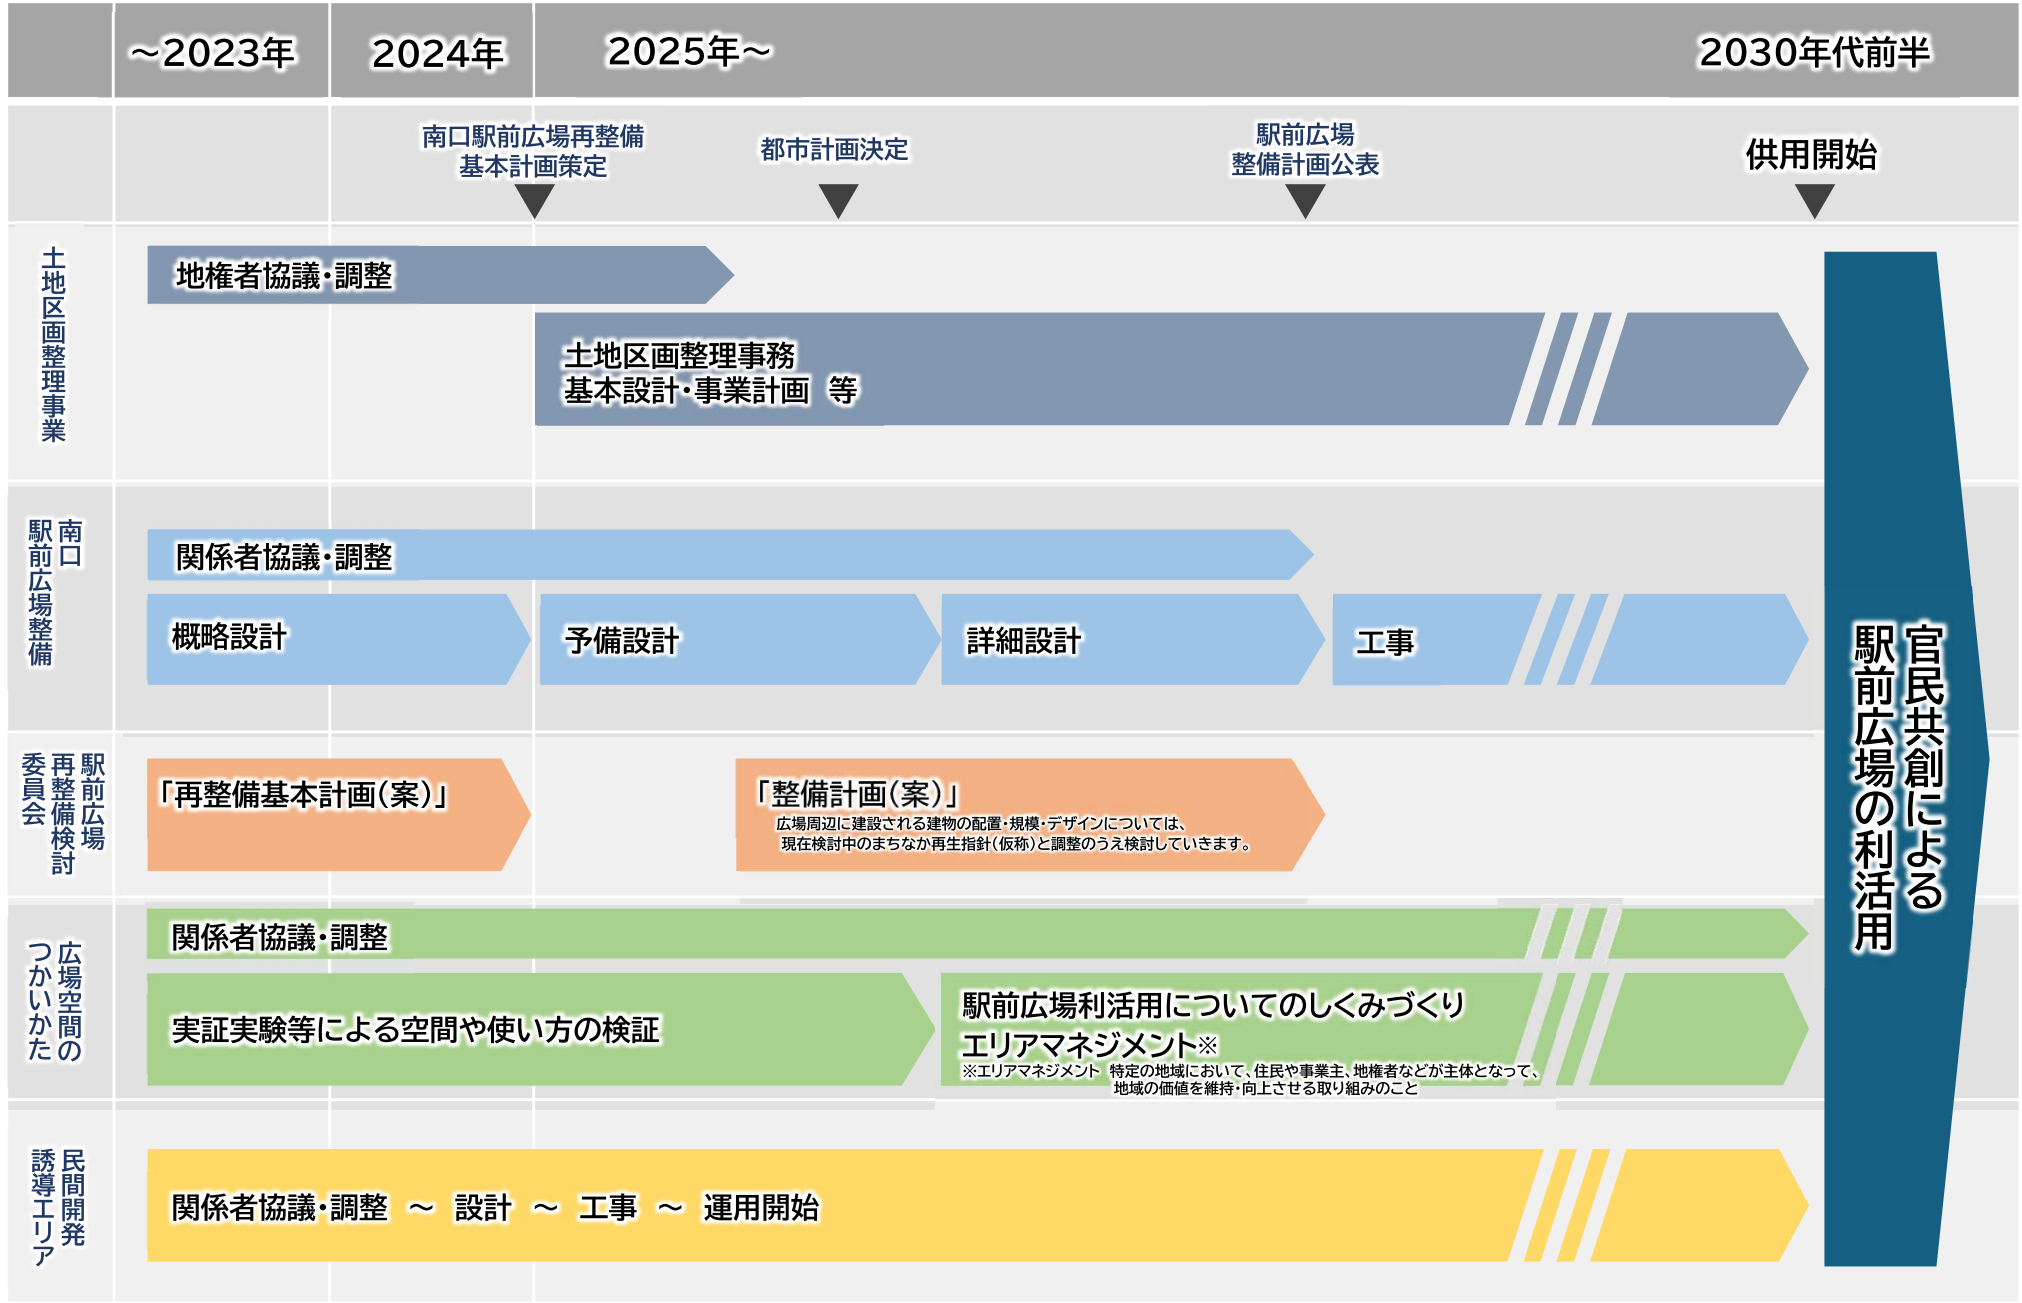 ～2023年
2024年
2025年～
2030年代前半
南口駅前広場再整備
基本計画策定
都市計画決定
駅前広場
整備計画公表
供用開始
土地区画整理事業
地権者協議・調整
土地区画整理事務
基本設計・事業計画　等
南口
駅前広場整備
関係者協議・調整
概略設計
予備設計
詳細設計
工事
駅前広場
再整備検討
委員会
「再整備基本計画（案）」
「整備計画（案）」
広場周辺に建設される建物の配置・規模・デザインについては、
現在検討中のまちなか再生指針（仮称）と調整のうえ検討していきます。
広場空間の
つかいかた
関係者協議・調整
実証実験等による空間や使い方の検証
駅前広場利活用についてのしくみづくり
エリアマネジメント※
※エリアマネジメント　特定の地域において、住民や事業主、地権者などが主体となって、
地域の価値を維持・向上させる取り組みのこと
民間開発
誘導エリア
関係者協議・調整　～　設計　～　工事　～　運用開始
官民共創による
駅前広場の利活用